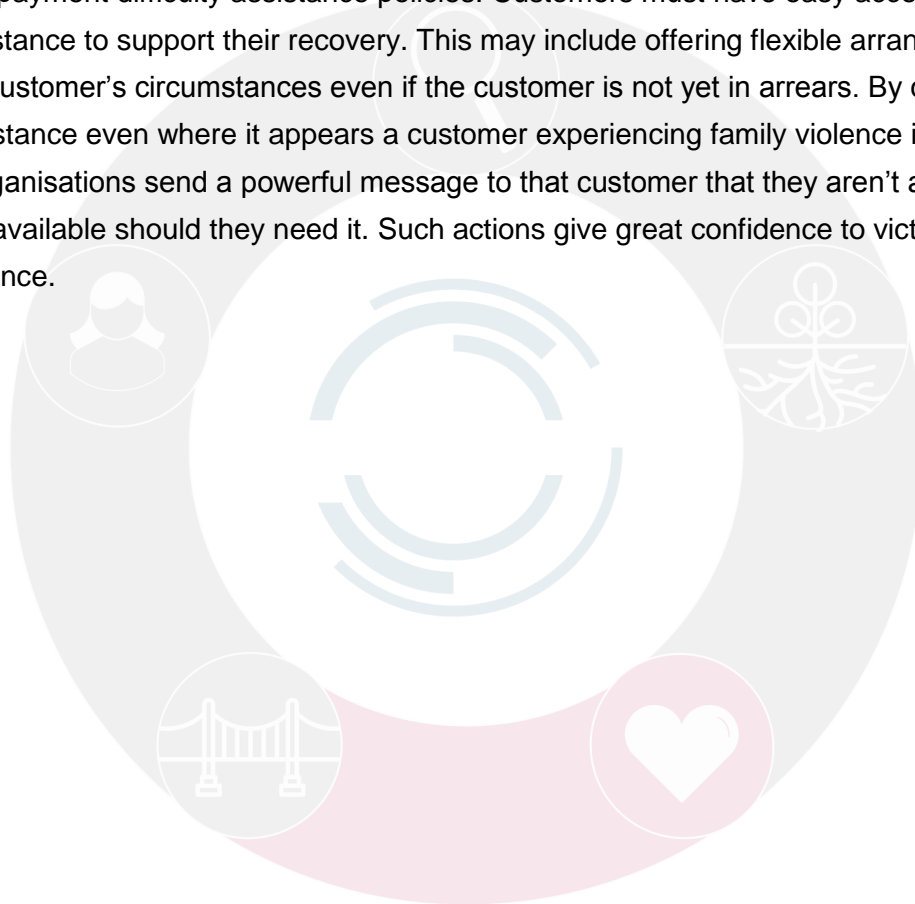 payment difficulty assistance policies. Customers must have easy acce
stance to support their recovery. This may include offering flexible arran
ustomer’s circumstances even if the customer is not yet in arrears. By o
stance even where it appears a customer experiencing family violence i
ganisations send a powerful message to that customer that they aren’t a
available should they need it. Such actions give great confidence to vict
nce.